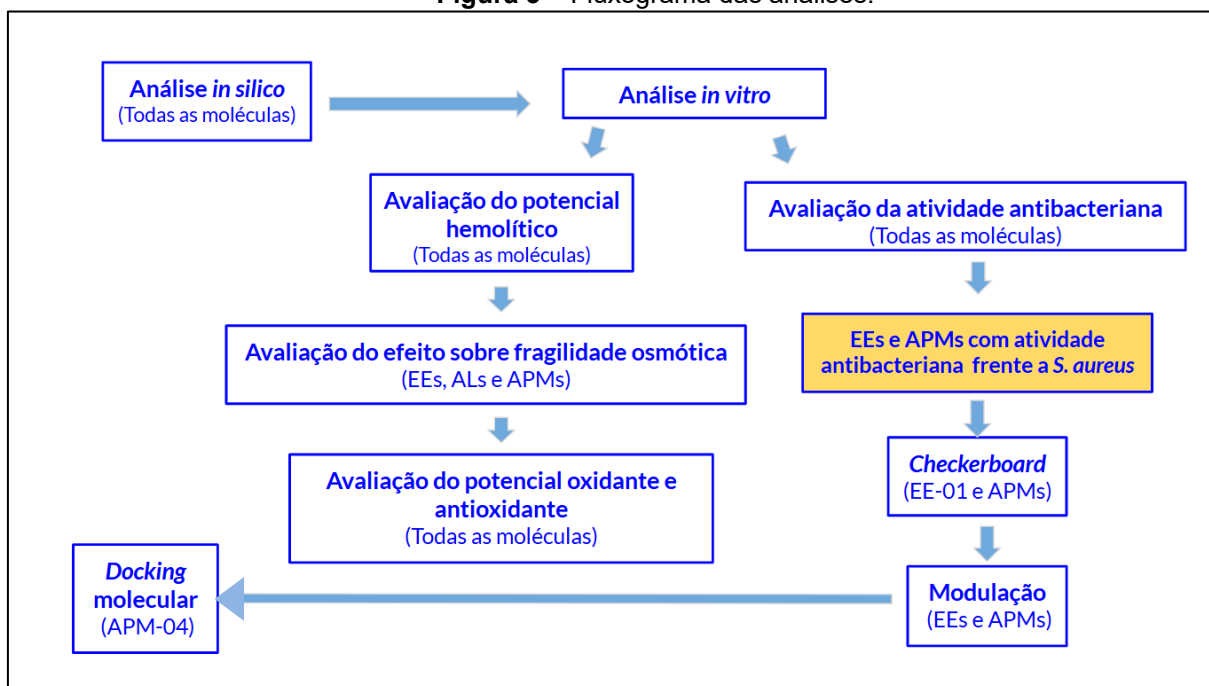 Análise in silico
(Todas as moléculas)
Análise in vitro
Avaliação do potencial
hemolítico
(Todas as moléculas)
Avaliação da atividade antibacteriana
(Todas as moléculas)
Avaliação do efeito sobre fragilidade osmótica
(EEs, ALs e APMs)
EEs e APMs com atividade
antibacteriana frente a S. aureus
Avaliação do potencial oxidante e
antioxidante
(Todas as moléculas)
Checkerboard
(EE-01 e APMs)
Modulação
(EEs e APMs)
Docking
molecular
(APM-04)